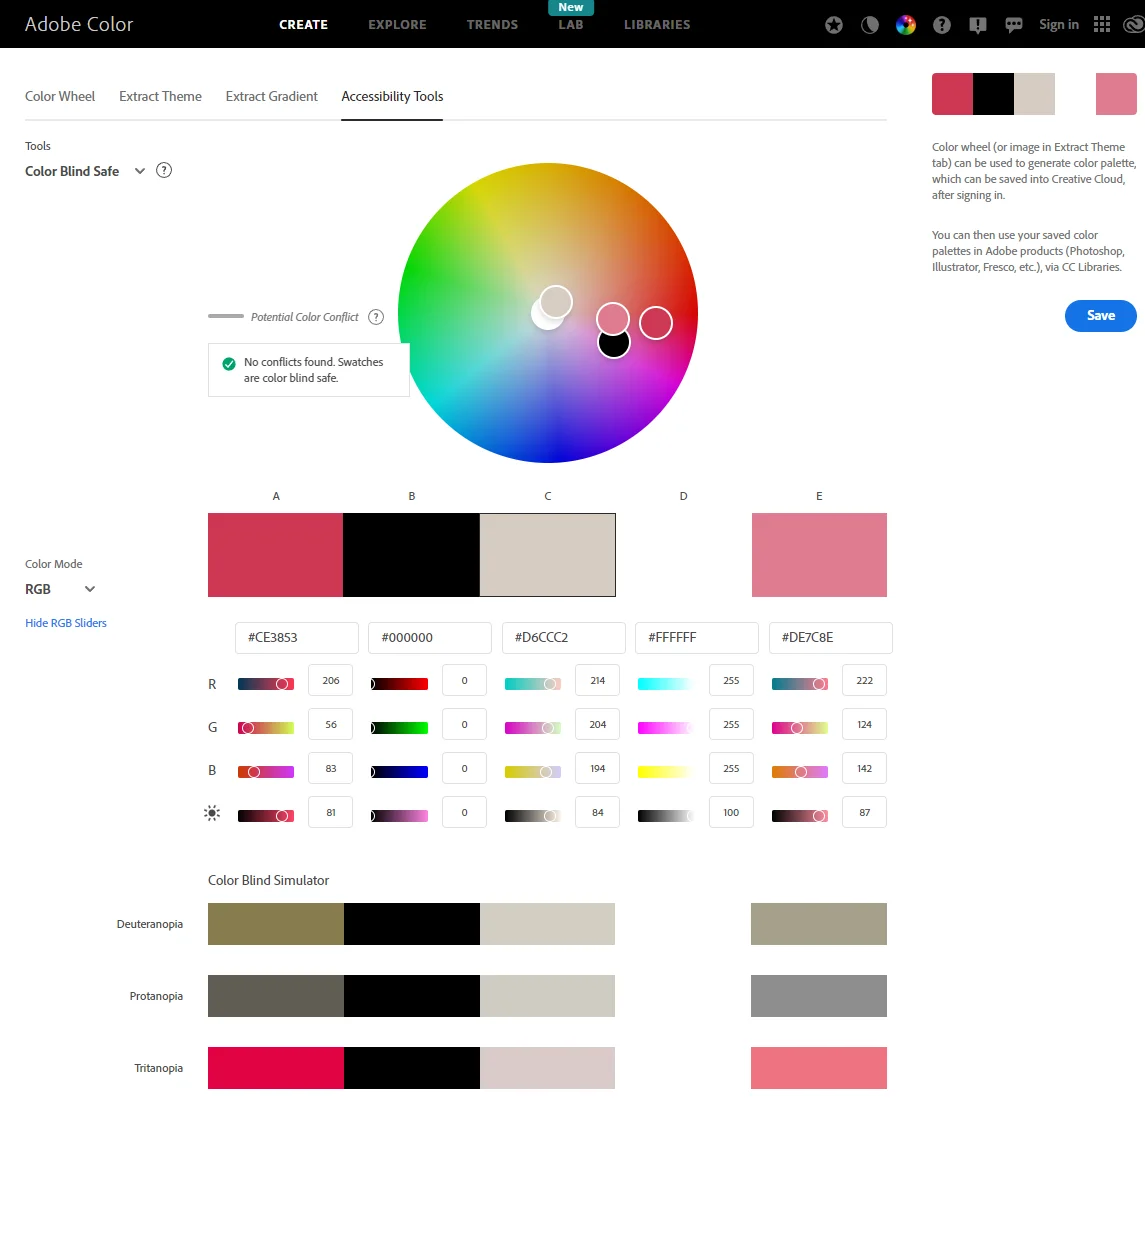 Adobe Color
CREATE
EXPLORE
TRENDS
New
LAB
LIBRARIES
Sign in
Color Wheel
Extract Theme
Extract Gradient
Accessibility Tools
Tools
Color Blind Safe
Potential Color Conflict
No conflicts found. Swatches
are color blind safe.
Color wheel (or image in Extract Theme
tab) can be used to generate color palette,
which can be saved into Creative Cloud,
after signing in.
You can then use your saved color
palettes in Adobe products (Photoshop,
Illustrator, Fresco, etc.), via CC Libraries.
Save
A B C D E
Color Mode
RGB
Hide RGB Sliders
#CE3853 #000000 #D6CCC2 #FFFFFF #DE7C8E
R 206 0 214 255 222
G 56 0 204 255 124
B 83 0 194 255 142
81 0 84 100 87
Color Blind Simulator
Deuteranopia
Protanopia
Tritanopia